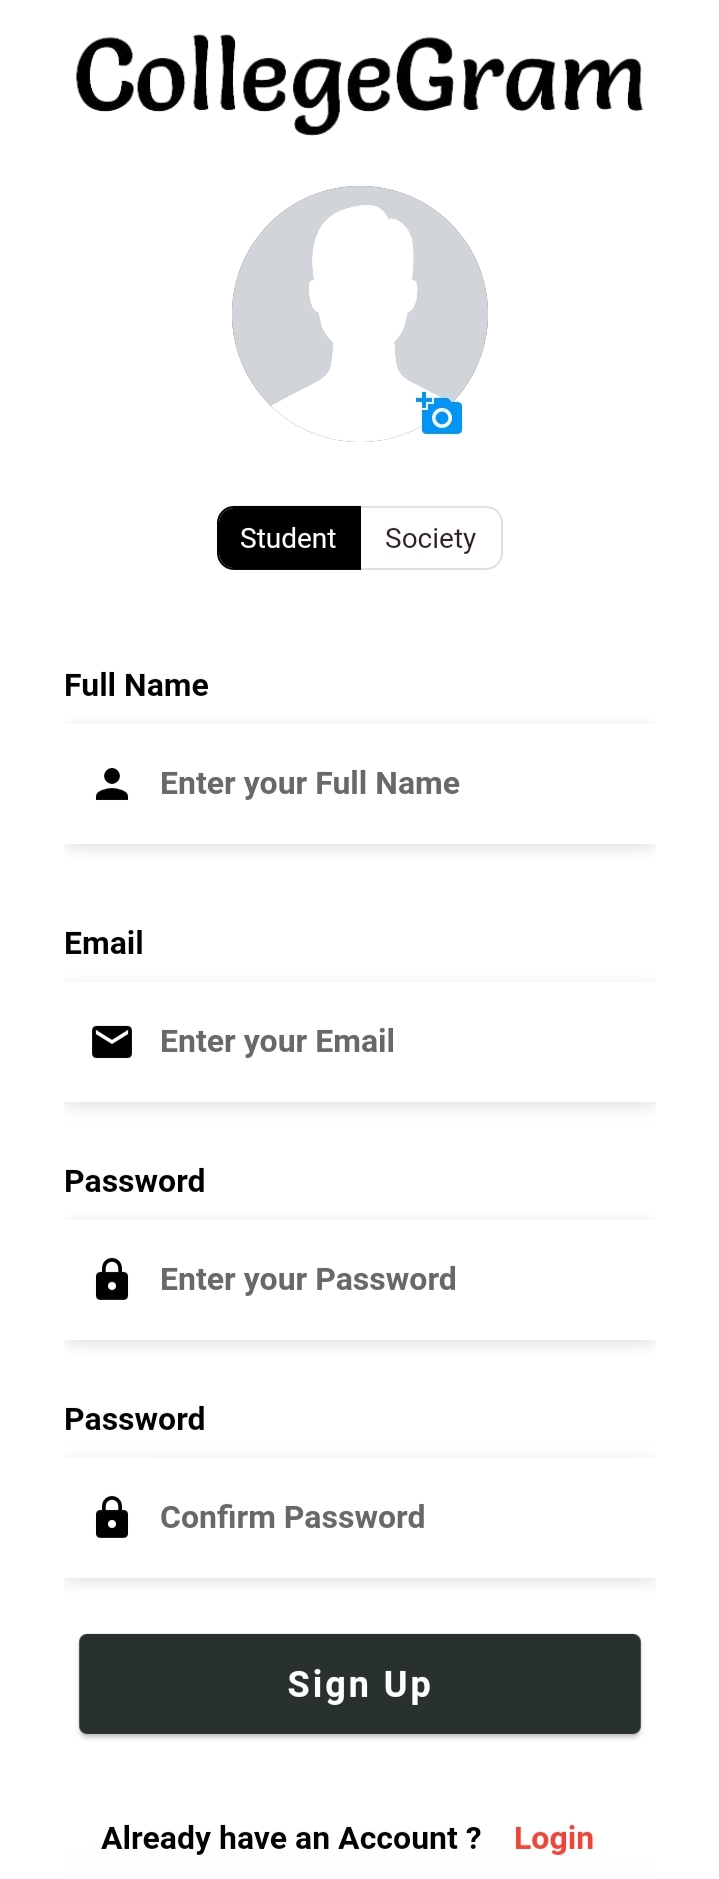 CollegeGram
Student Society
Full Name
Enter your Full Name
Email
Enter your Email
Password
Enter your Password
Password
Confirm Password
Sign Up
Already have an Account ? Login